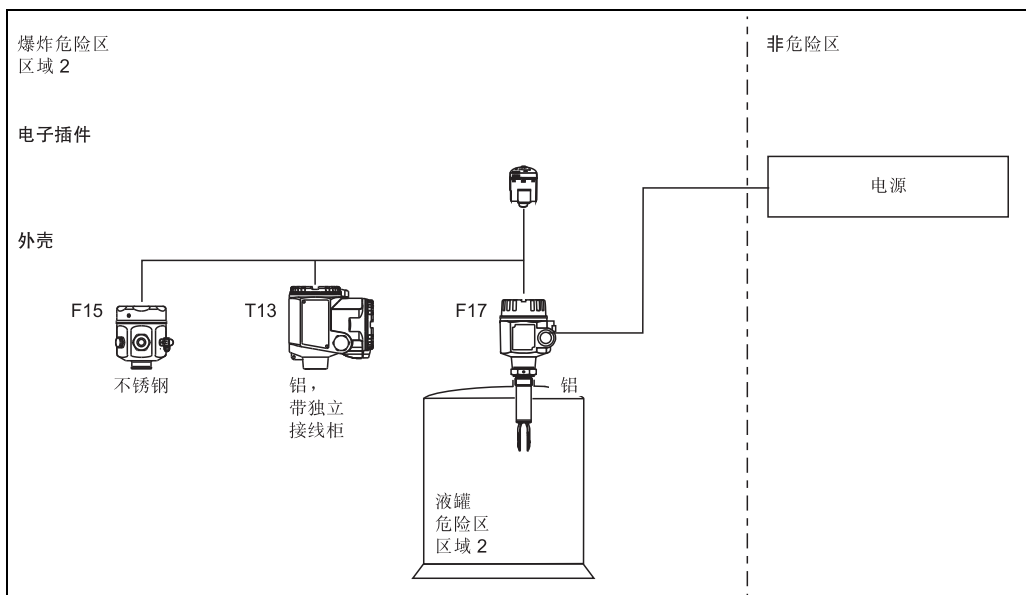 爆炸危险区
区域 2
非危险区
电子插件
电源
外壳
F15
T13
F17
不锈钢
铝，
带独立
接线柜
铝
液罐
危险区
区域 2